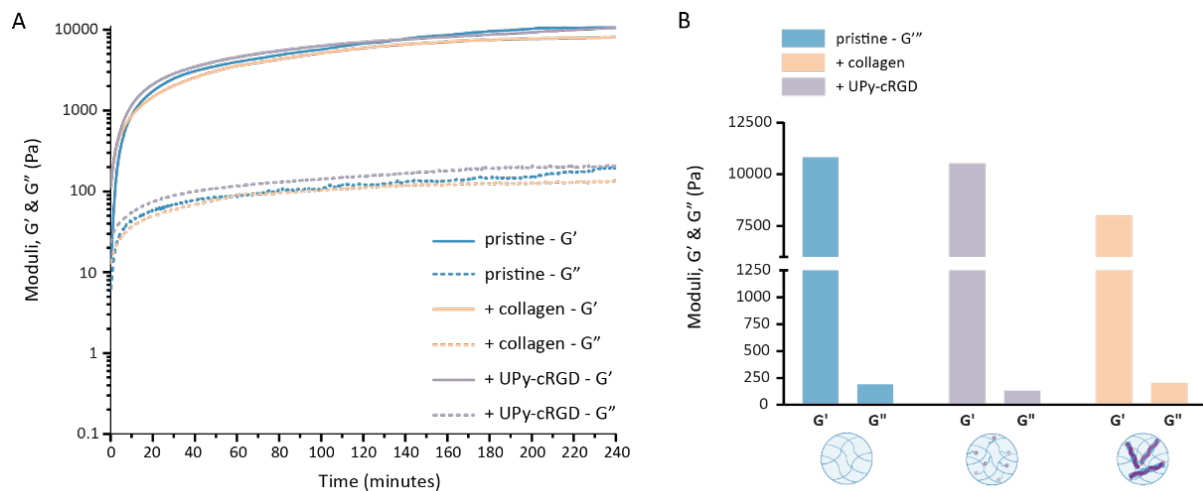 A
Moduli, G' & G" (Pa)
10000
1000
100
10
1
0.1
0 20 40 60 80 100 120 140 160 180 200 220 240
Time (minutes)
pristine - G'
pristine - G"
+ collagen - G'
+ collagen - G"
+ UPy-cRGD - G'
+ UPy-cRGD - G"
B
pristine - G'"
+ collagen
+ UPy-cRGD
Moduli, G' & G" (Pa)
12500
10000
7500
1250
1000
750
500
250
0
G' G" G' G" G' G"